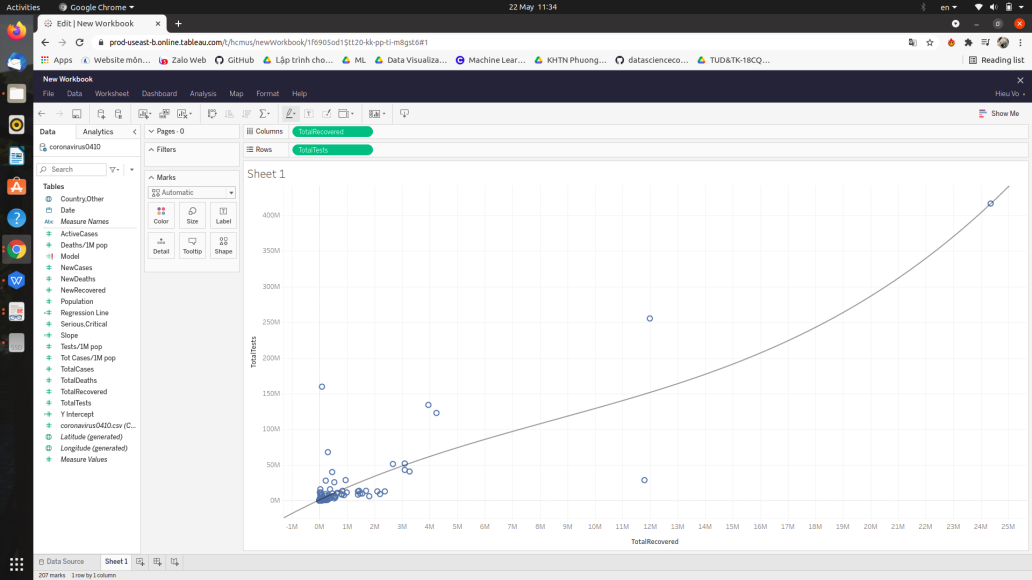 Activities
Google Chrome
22 May 11:34
en
Edit | New Workbook
prod-useast-b.online.tableau.com/t/hcmus/newWorkbook/1f6905od1$tt20-kk-pp-ti-m8gst6#1
Apps
Website môn…
Zalo Web
GitHub
Lập trình cho…
ML
Data Visualiza…
Machine Lear…
KHTN Phuong…
datascienceco…
TUD&TK-18CQ…
Reading list
New Workbook
File Data Worksheet Dashboard Analysis Map Format Help
Hieu Vo
Show Me
Data
Analytics
coronavirus0410
Search
Tables
Country,Other
Date
Abc Measure Names
ActiveCases
Deaths/1M pop
Model
NewCases
NewDeaths
NewRecovered
Population
Regression Line
Serious,Critical
Slope
Tests/1M pop
Tot Cases/1M pop
TotalCases
TotalDeaths
TotalRecovered
TotalTests
Y Intercept
coronavirus0410.csv (C…
Latitude (generated)
Longitude (generated)
Measure Values
Pages · 0
Filters
Marks
Automatic
Color
Size
Label
Detail
Tooltip
Shape
Columns
TotalRecovered
Rows
TotalTests
Sheet 1
400M
350M
300M
250M
200M
150M
100M
50M
0M
TotalTests
-1M 0M 1M 2M 3M 4M 5M 6M 7M 8M 9M 10M 11M 12M 13M 14M 15M 16M 17M 18M 19M 20M 21M 22M 23M 24M 25M
TotalRecovered
Data Source
Sheet 1
207 marks
1 row by 1 column